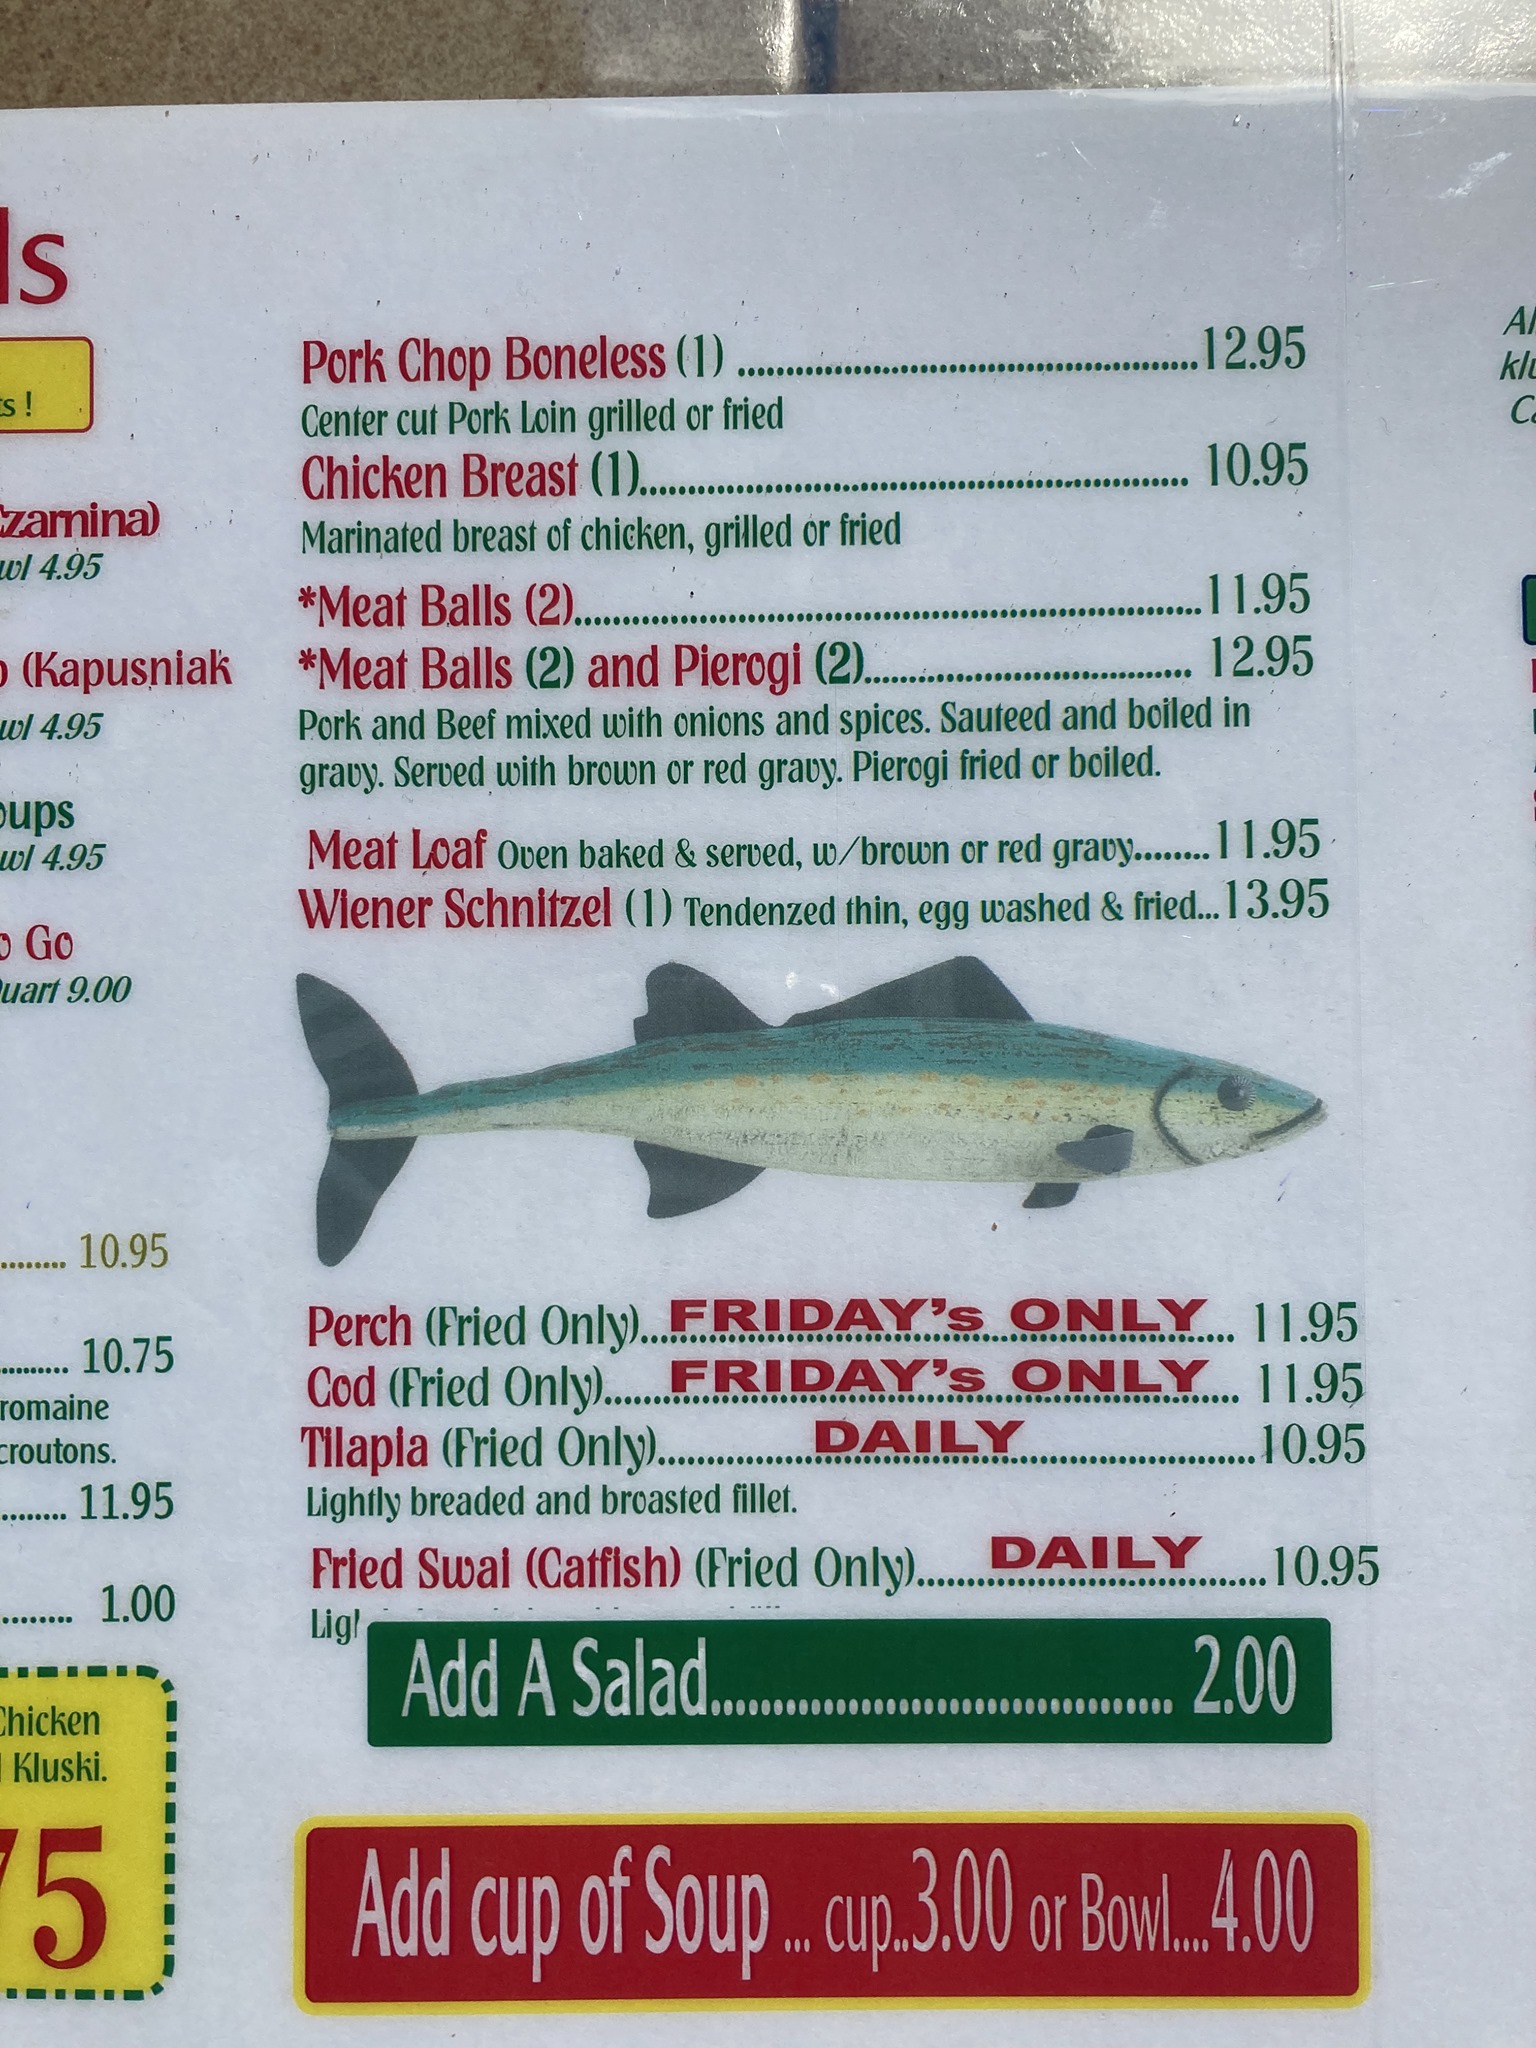 ls
ts !
Czarnina)
wl 4.95
(Kapusniak
wl 4.95
oups
wl 4.95
o Go
Quart 9.00
........ 10.95
.......... 10.75
romaine
croutons.
......... 11.95
......... 1.00
Chicken
Kluski.
75
Pork Chop Boneless (1) ................................................12.95
Center cut Pork Loin grilled or fried
Chicken Breast (1)......................................................... 10.95
Marinated breast of chicken, grilled or fried
*Meat Balls (2).................................................................11.95
*Meat Balls (2) and Pierogi (2).................................. 12.95
Pork and Beef mixed with onions and spices. Sauteed and boiled in
gravy. Served with brown or red gravy. Pierogi fried or boiled.
Meat Loaf Oven baked & served, w/brown or red gravy........11.95
Wiener Schnitzel (1) Tendenzed thin, egg washed & fried...13.95
Perch (Fried Only)...FRIDAY's ONLY... 11.95
Cod (Fried Only)......FRIDAY's ONLY... 11.95
Tilapia (Fried Only)................DAILY........................10.95
Lightly breaded and broasted fillet.
Fried Swai (Catfish) (Fried Only).......DAILY.......10.95
Add A Salad...................................... 2.00
Add cup of Soup ... cup..3.00 or Bowl....4.00
Al
klu
Ca